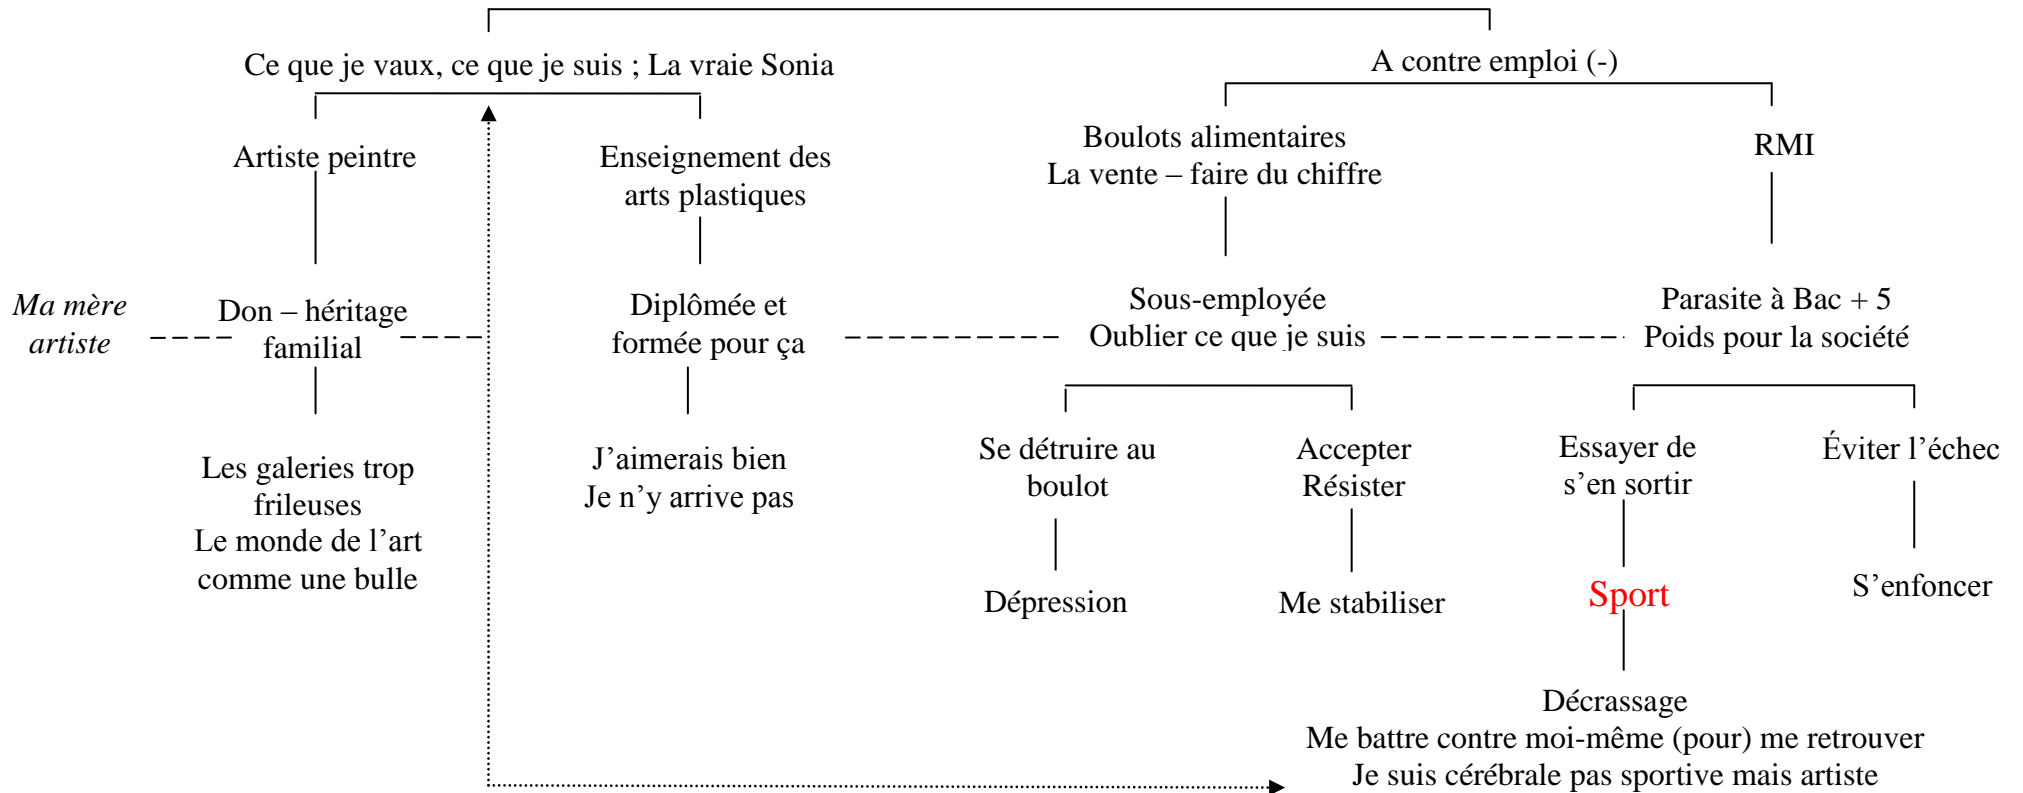 Ce que je vaux, ce que je suis ; La vraie Sonia
A contre emploi (-)
Artiste peintre
Enseignement des
arts plastiques
Boulots alimentaires
La vente – faire du chiffre
RMI
Ma mère
artiste
Don – héritage
familial
Diplômée et
formée pour ça
Sous-employée
Oublier ce que je suis
Parasite à Bac + 5
Poids pour la société
Les galeries trop
frileuses
Le monde de l’art
comme une bulle
J’aimerais bien
Je n’y arrive pas
Se détruire au
boulot
Accepter
Résister
Essayer de
s’en sortir
Éviter l’échec
Dépression
Me stabiliser
Sport
S’enfoncer
Décrassage
Me battre contre moi-même (pour) me retrouver
Je suis cérébrale pas sportive mais artiste